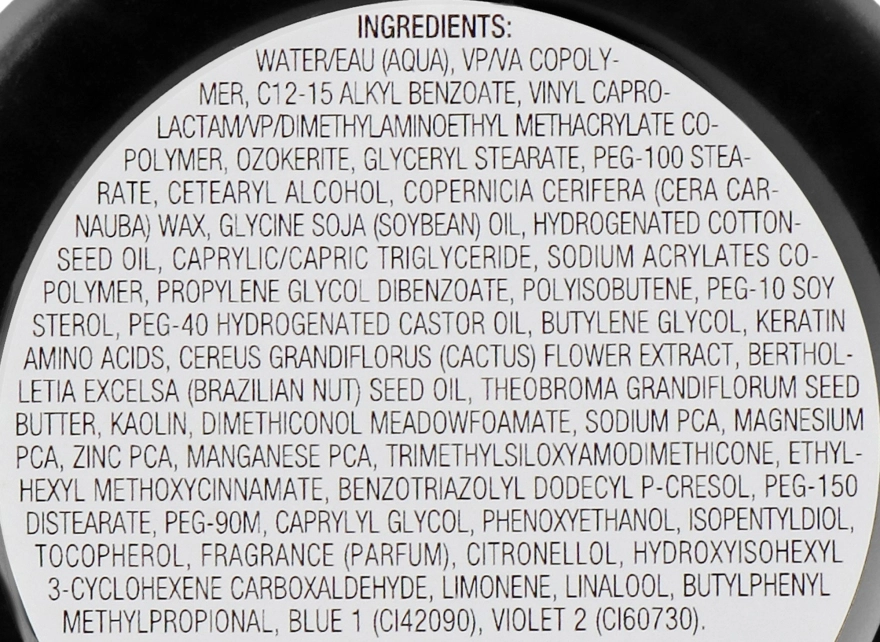 INGREDIENTS:
WATER/EAU (AQUA), VP/VA COPOLY-
MER, C12-15 ALKYL BENZOATE, VINYL CAPRO-
LACTAM/VP/DIMETHYLAMINOETHYL METHACRYLATE CO-
POLYMER, OZOKERITE, GLYCERYL STEARATE, PEG-100 STEA-
RATE, CETEARYL ALCOHOL, COPERNICIA CERIFERA (CERA CAR-
NAUBA) WAX, GLYCINE SOJA (SOYBEAN) OIL, HYDROGENATED COTTON-
SEED OIL, CAPRYLIC/CAPRIC TRIGLYCERIDE, SODIUM ACRYLATES CO-
POLYMER, PROPYLENE GLYCOL DIBENZOATE, POLYISOBUTENE, PEG-10 SOY
STEROL, PEG-40 HYDROGENATED CASTOR OIL, BUTYLENE GLYCOL, KERATIN
AMINO ACIDS, CEREUS GRANDIFLORUS (CACTUS) FLOWER EXTRACT, BERTHOL-
LETIA EXCELSA (BRAZILIAN NUT) SEED OIL, THEOBROMA GRANDIFLORUM SEED
BUTTER, KAOLIN, DIMETHICONOL MEADOWFOAMATE, SODIUM PCA, MAGNESIUM
PCA, ZINC PCA, MANGANESE PCA, TRIMETHYLSILOXYAMODIMETHICONE, ETHYL-
HEXYL METHOXYCINNAMATE, BENZOTRIAZOLYL DODECYL P-CRESOL, PEG-150
DISTEARATE, PEG-90M, CAPRYLYL GLYCOL, PHENOXYETHANOL, ISOPENTYLDIOL,
TOCOPHEROL, FRAGRANCE (PARFUM), CITRONELLOL, HYDROXYISOHEXYL
3-CYCLOHEXENE CARBOXALDEHYDE, LIMONENE, LINALOOL, BUTYLPHENYL
METHYLPROPIONAL, BLUE 1 (CI42090), VIOLET 2 (CI60730).